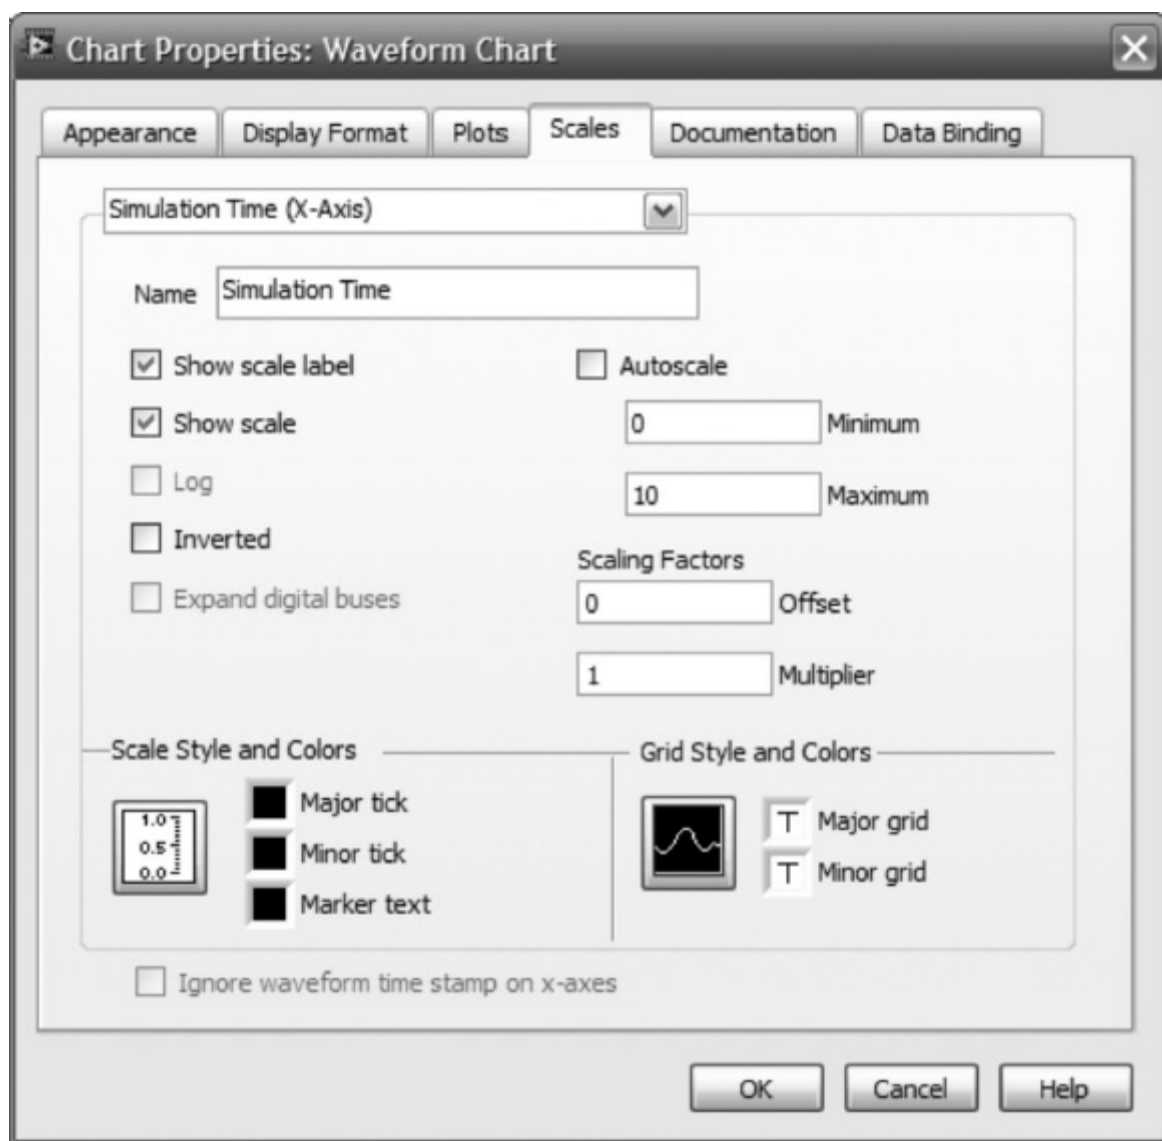 Chart Properties: Waveform Chart
Appearance Display Format Plots Scales Documentation Data Binding
Simulation Time (X-Axis)
Name Simulation Time
Show scale label Autoscale
Show scale 0 Minimum
Log 10 Maximum
Inverted
Scaling Factors
Expand digital buses 0 Offset
1 Multiplier
Scale Style and Colors Grid Style and Colors
1.0
0.5
0.0
Major tick
Minor tick
Marker text
T Major grid
T Minor grid
Ignore waveform time stamp on x-axes
OK Cancel Help